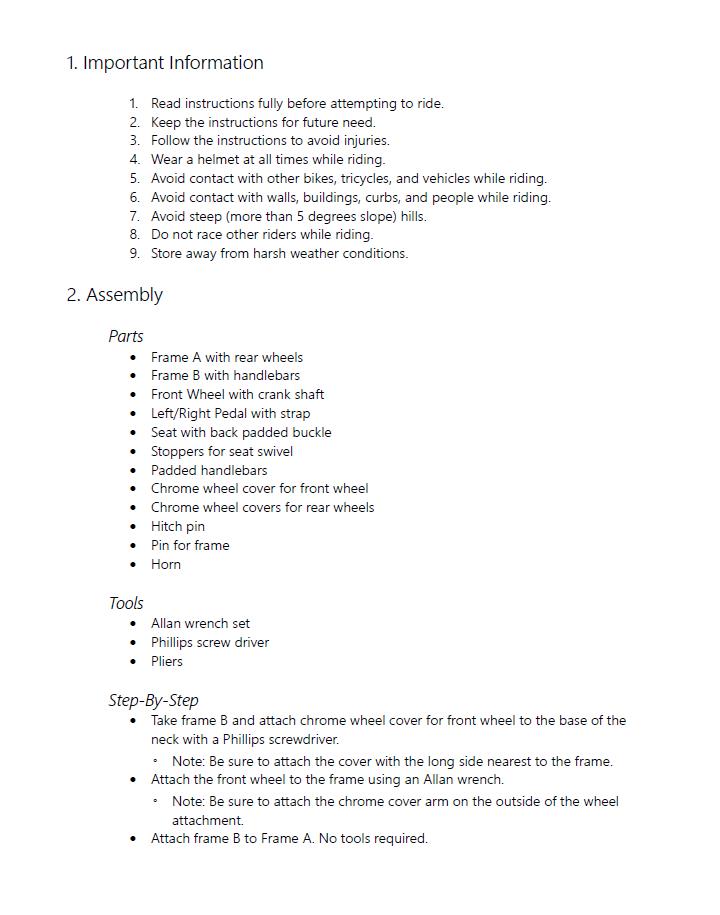 1. Important Information
1. Read instructions fully before attempting to ride.
2. Keep the instructions for future need.
3. Follow the instructions to avoid injuries.
4. Wear a helmet at all times while riding.
5. Avoid contact with other bikes, tricycles, and vehicles while riding.
6. Avoid contact with walls, buildings, curbs, and people while riding.
7. Avoid steep (more than 5 degrees slope) hills.
8. Do not race other riders while riding.
9. Store away from harsh weather conditions.
2. Assembly
Parts
• Frame A with rear wheels
• Frame B with handlebars
• Front Wheel with crank shaft
• Left/Right Pedal with strap
• Seat with back padded buckle
• Stoppers for seat swivel
• Padded handlebars
• Chrome wheel cover for front wheel
• Chrome wheel covers for rear wheels
• Hitch pin
• Pin for frame
• Horn
Tools
• Allan wrench set
• Phillips screw driver
• Pliers
Step-By-Step
• Take frame B and attach chrome wheel cover for front wheel to the base of the
neck with a Phillips screwdriver.
◦ Note: Be sure to attach the cover with the long side nearest to the frame.
• Attach the front wheel to the frame using an Allan wrench.
◦ Note: Be sure to attach the chrome cover arm on the outside of the wheel
attachment.
• Attach frame B to Frame A. No tools required.